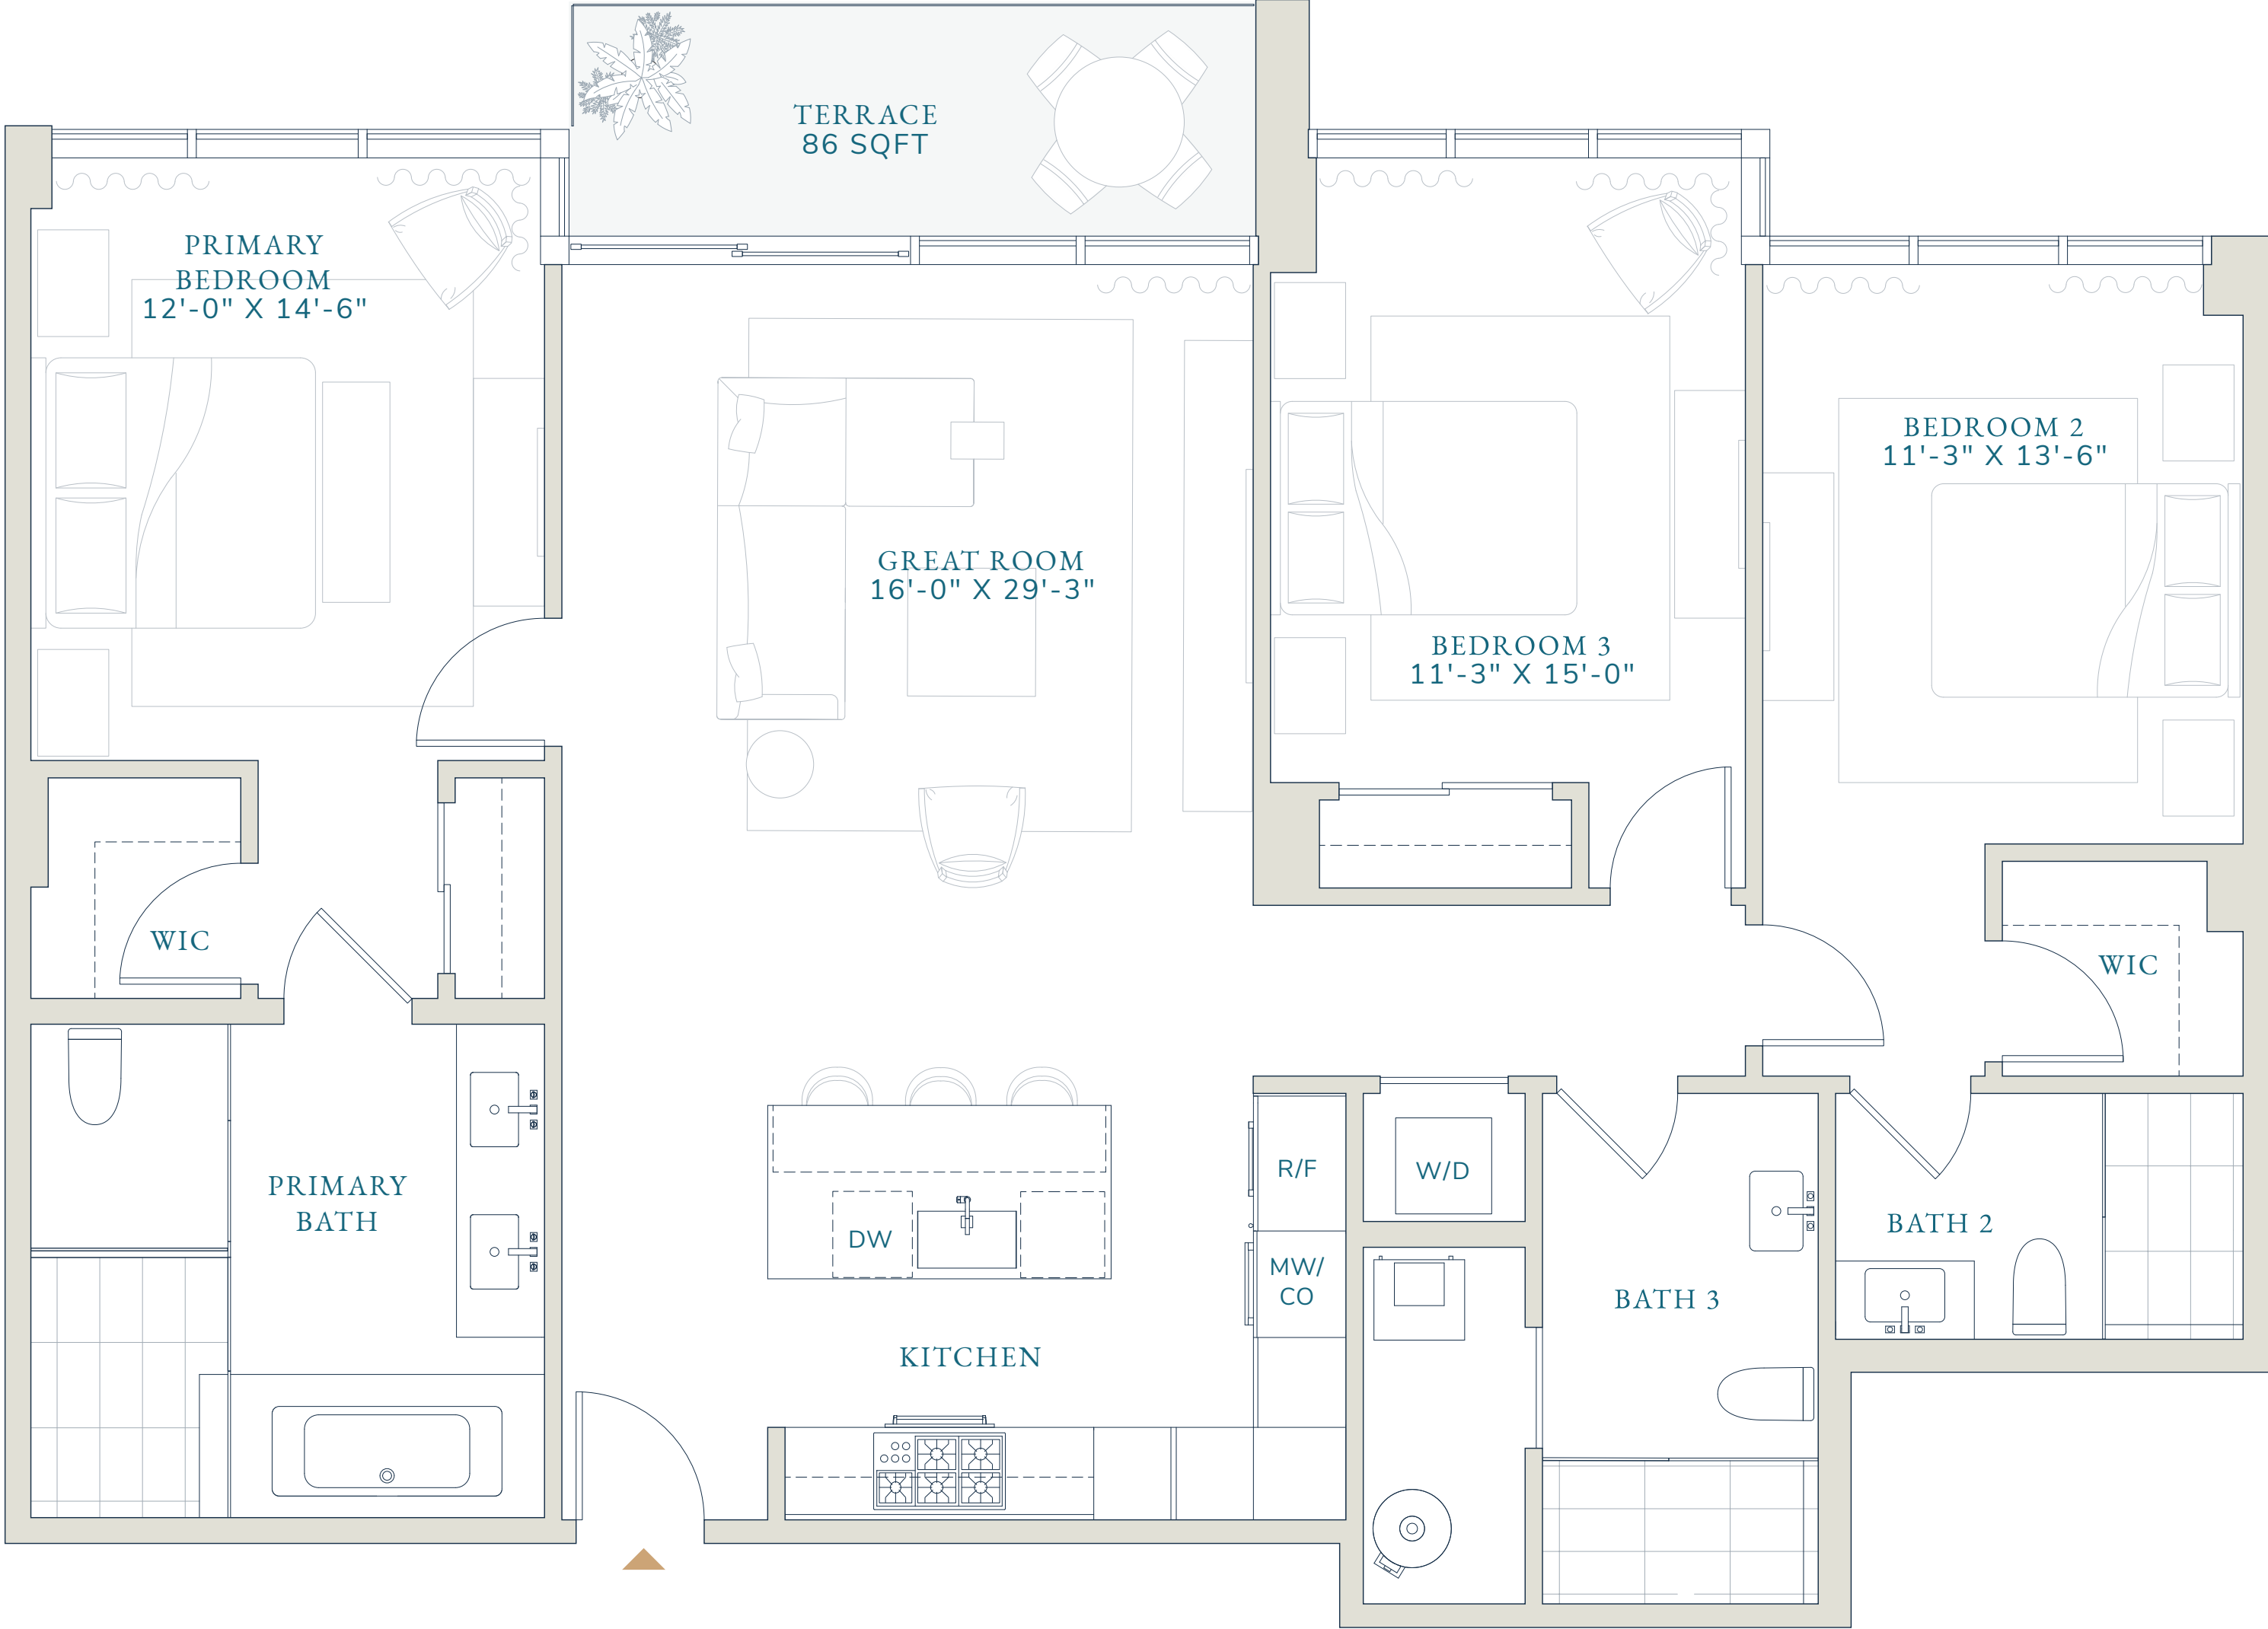 TERRACE
86 SQFT
PRIMARY
BEDROOM
12'-0" X 14'-6"
GREAT ROOM
16'-0" X 29'-3"
BEDROOM 3
11'-3" X 15'-0"
BEDROOM 2
11'-3" X 13'-6"
WIC
WIC
PRIMARY
BATH
DW
KITCHEN
R/F
MW/
CO
W/D
BATH 3
BATH 2